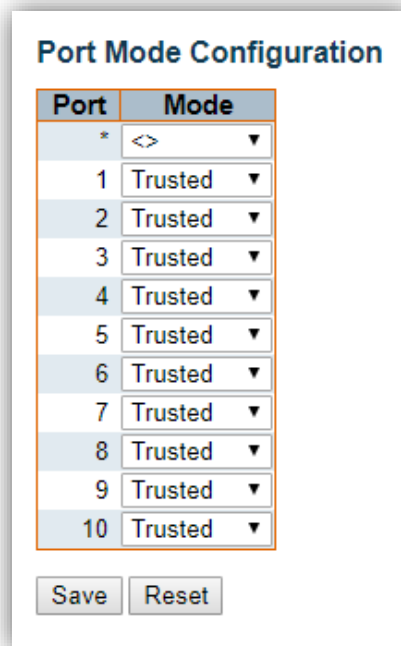 Port Mode Configuration
Port Mode
* <>
1 Trusted
2 Trusted
3 Trusted
4 Trusted
5 Trusted
6 Trusted
7 Trusted
8 Trusted
9 Trusted
10 Trusted
Save Reset